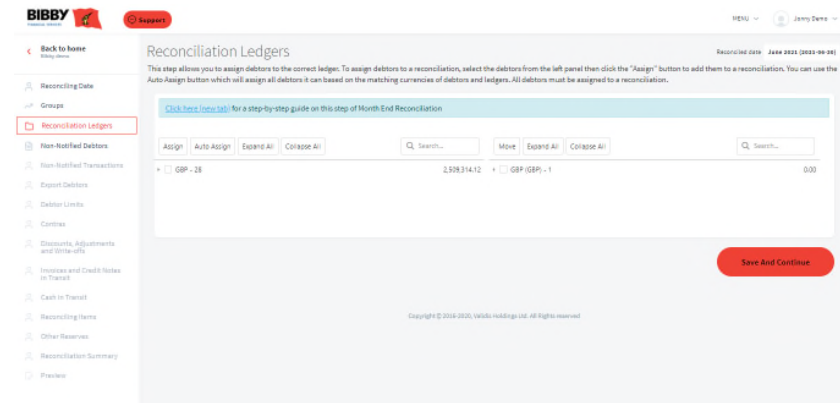 BIBBY
Financial Services
Support
MENU
Jonny Demo
Back to home
Billing demo
Reconciling Date
Groups
Reconciliation Ledgers
Non-Notified Debtors
Non-Notified Transactions
Export Debtors
Debtor Limits
Contras
Discounts, Adjustments
and Write-offs
Invoices and Credit Notes
in Transit
Cash in Transit
Reconciling Items
Other Reserves
Reconciliation Summary
Preview
Reconciliation Ledgers
Reconciled date June 2021 (2021-06-30)
This step allows you to assign debtors to the correct ledger. To assign debtors to a reconciliation, select the debtors from the left panel then click the "Assign" button to add them to a reconciliation. You can use the
Auto Assign button which will assign all debtors it can based on the matching currencies of debtors and ledgers. All debtors must be assigned to a reconciliation.
Click here (new tab) for a step-by-step guide on this step of Month End Reconciliation
Assign Auto Assign Expand All Collapse All Search...
GBP - 28 2,509,314.12
Move Expand All Collapse All Search...
GBP (GBP) - 1 0.00
Save And Continue
Copyright © 2016-2020, Validis Holdings Ltd. All Rights reserved